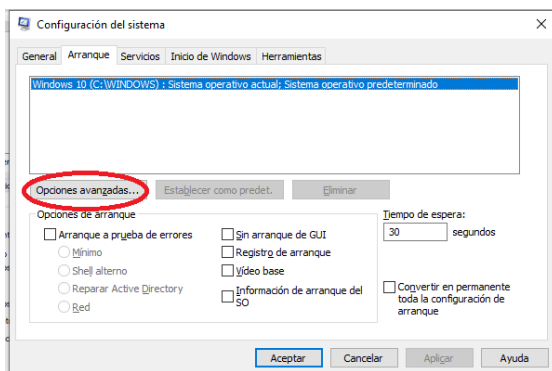 Configuración del sistema
General Arranque Servicios Inicio de Windows Herramientas
Windows 10 (C:\WINDOWS) : Sistema operativo actual; Sistema operativo predeterminado
Opciones avanzadas... Establecer como predet. Eliminar
Opciones de arranque
Tiempo de espera:
Arranque a prueba de errores
Sin arranque de GUI
30 segundos
Mínimo
Registro de arranque
Shell alterno
Vídeo base
Reparar Active Directory
Información de arranque del SO
Convertir en permanente toda la configuración de arranque
Red
Aceptar Cancelar Aplicar Ayuda